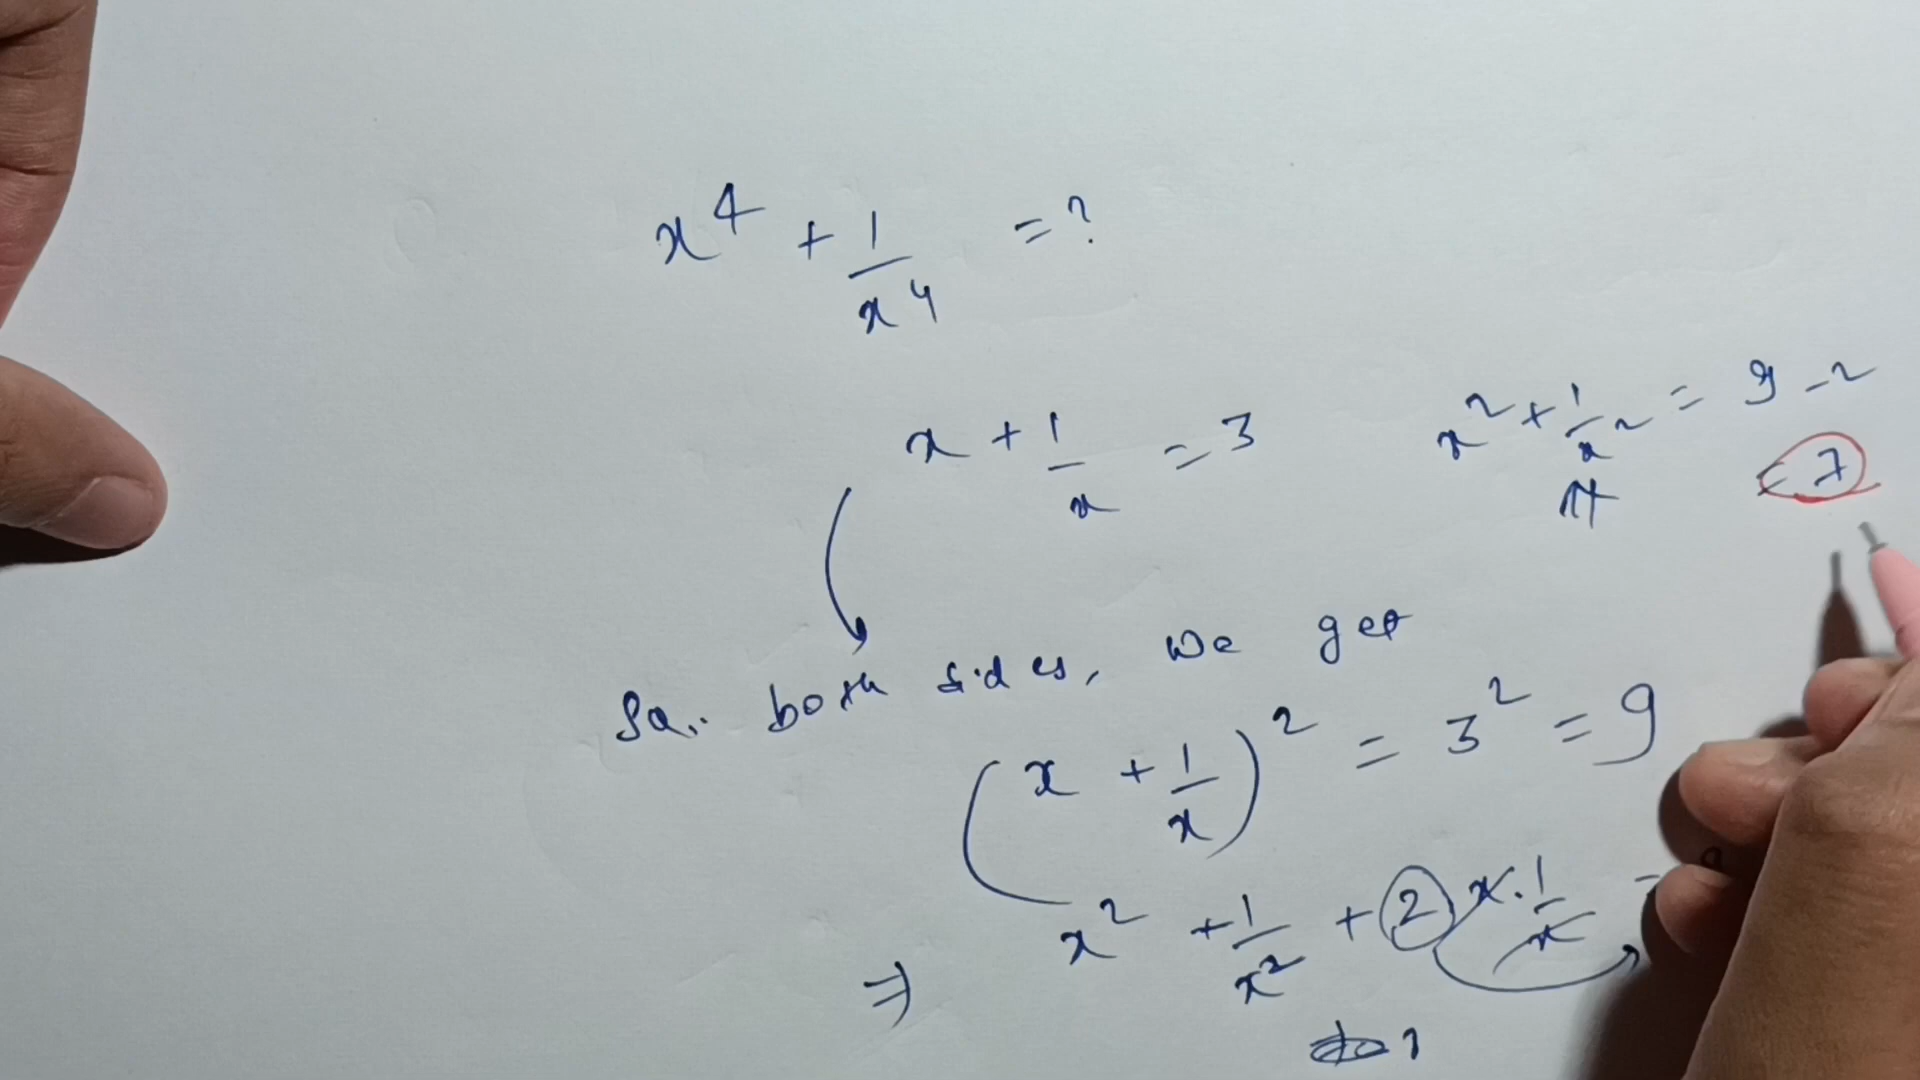 x⁴ + 1/x⁴ = ?
x + 1/x = 3
x² + 1/x² = 9 - 2
= 7
Sq. both sides, we get
(x + 1/x)² = 3² = 9
⇒ x² + 1/x² + 2 x · 1/x =